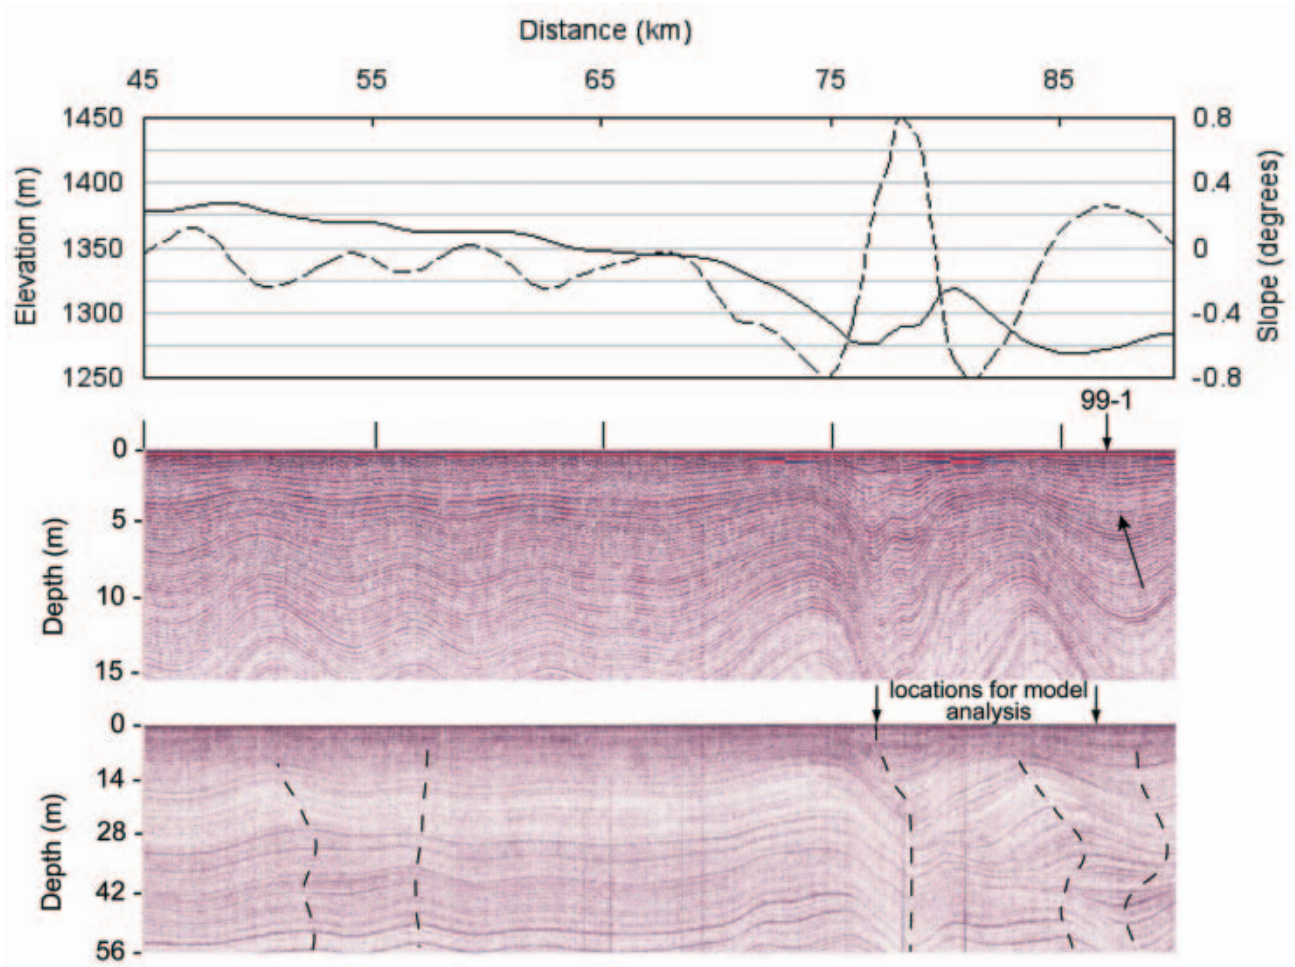 Distance (km)
45 55 65 75 85
1450 0.8
1400 0.4
1350 0
1300 -0.4
1250 -0.8
Elevation (m)
Slope (degrees)
99-1
0
5
10
15
Depth (m)
locations for model
analysis
0
14
28
42
56
Depth (m)